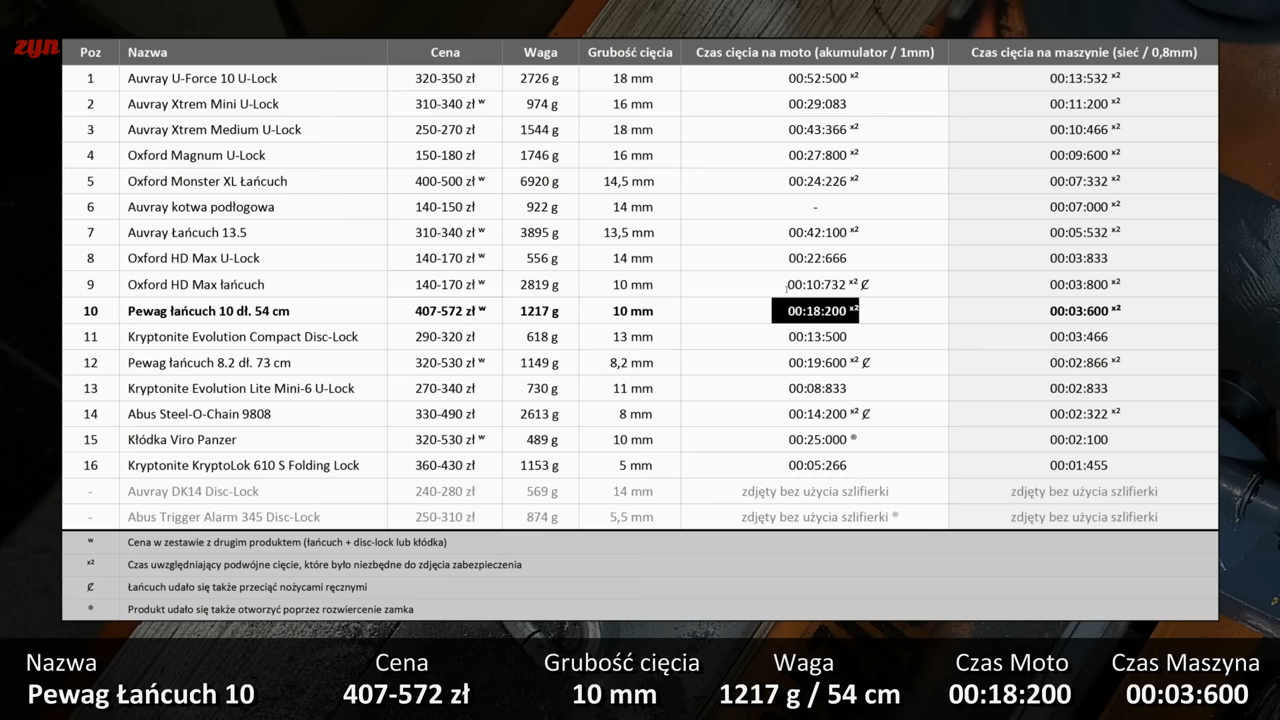 zyn
Poz Nazwa Cena Waga Grubość cięcia Czas cięcia na moto (akumulator / 1mm) Czas cięcia na maszynie (sieć / 0,8mm)
1 Auvray U-Force 10 U-Lock 320-350 zł 2726 g 18 mm 00:52:500 x2 00:13:532 x2
2 Auvray Xtrem Mini U-Lock 310-340 zł w 974 g 16 mm 00:29:083 00:11:200 x2
3 Auvray Xtrem Medium U-Lock 250-270 zł 1544 g 18 mm 00:43:366 x2 00:10:466 x2
4 Oxford Magnum U-Lock 150-180 zł 1746 g 16 mm 00:27:800 x2 00:09:600 x2
5 Oxford Monster XL Łańcuch 400-500 zł w 6920 g 14,5 mm 00:24:226 x2 00:07:332 x2
6 Auvray kotwa podłogowa 140-150 zł 922 g 14 mm - 00:07:000 x2
7 Auvray Łańcuch 13.5 310-340 zł w 3895 g 13,5 mm 00:42:100 x2 00:05:532 x2
8 Oxford HD Max U-Lock 140-170 zł w 556 g 14 mm 00:22:666 00:03:833
9 Oxford HD Max łańcuch 140-170 zł w 2819 g 10 mm 00:10:732 x2 ₡ 00:03:800 x2
10 Pewag łańcuch 10 dł. 54 cm 407-572 zł w 1217 g 10 mm 00:18:200 x2 00:03:600 x2
11 Kryptonite Evolution Compact Disc-Lock 290-320 zł 618 g 13 mm 00:13:500 00:03:466
12 Pewag łańcuch 8.2 dł. 73 cm 320-530 zł w 1149 g 8,2 mm 00:19:600 x2 ₡ 00:02:866 x2
13 Kryptonite Evolution Lite Mini-6 U-Lock 270-340 zł 730 g 11 mm 00:08:833 00:02:833
14 Abus Steel-O-Chain 9808 330-490 zł 2613 g 8 mm 00:14:200 x2 ₡ 00:02:322 x2
15 Kłódka Viro Panzer 320-530 zł w 489 g 10 mm 00:25:000 ® 00:02:100
16 Kryptonite KryptoLok 610 S Folding Lock 360-430 zł 1153 g 5 mm 00:05:266 00:01:455
- Auvray DK14 Disc-Lock 240-280 zł 569 g 14 mm zdjęty bez użycia szlifierki zdjęty bez użycia szlifierki
- Abus Trigger Alarm 345 Disc-Lock 250-310 zł 874 g 5,5 mm zdjęty bez użycia szlifierki ® zdjęty bez użycia szlifierki
w Cena w zestawie z drugim produktem (łańcuch + disc-lock lub kłódka)
x2 Czas uwzględniający podwójne cięcie, które było niezbędne do zdjęcia zabezpieczenia
₡ Łańcuch udało się także przeciąć nożycami ręcznymi
® Produkt udało się także otworzyć poprzez rozwiercenie zamka
Nazwa Cena Grubość cięcia Waga Czas Moto Czas Maszyna
Pewag Łańcuch 10 407-572 zł 10 mm 1217 g / 54 cm 00:18:200 00:03:600